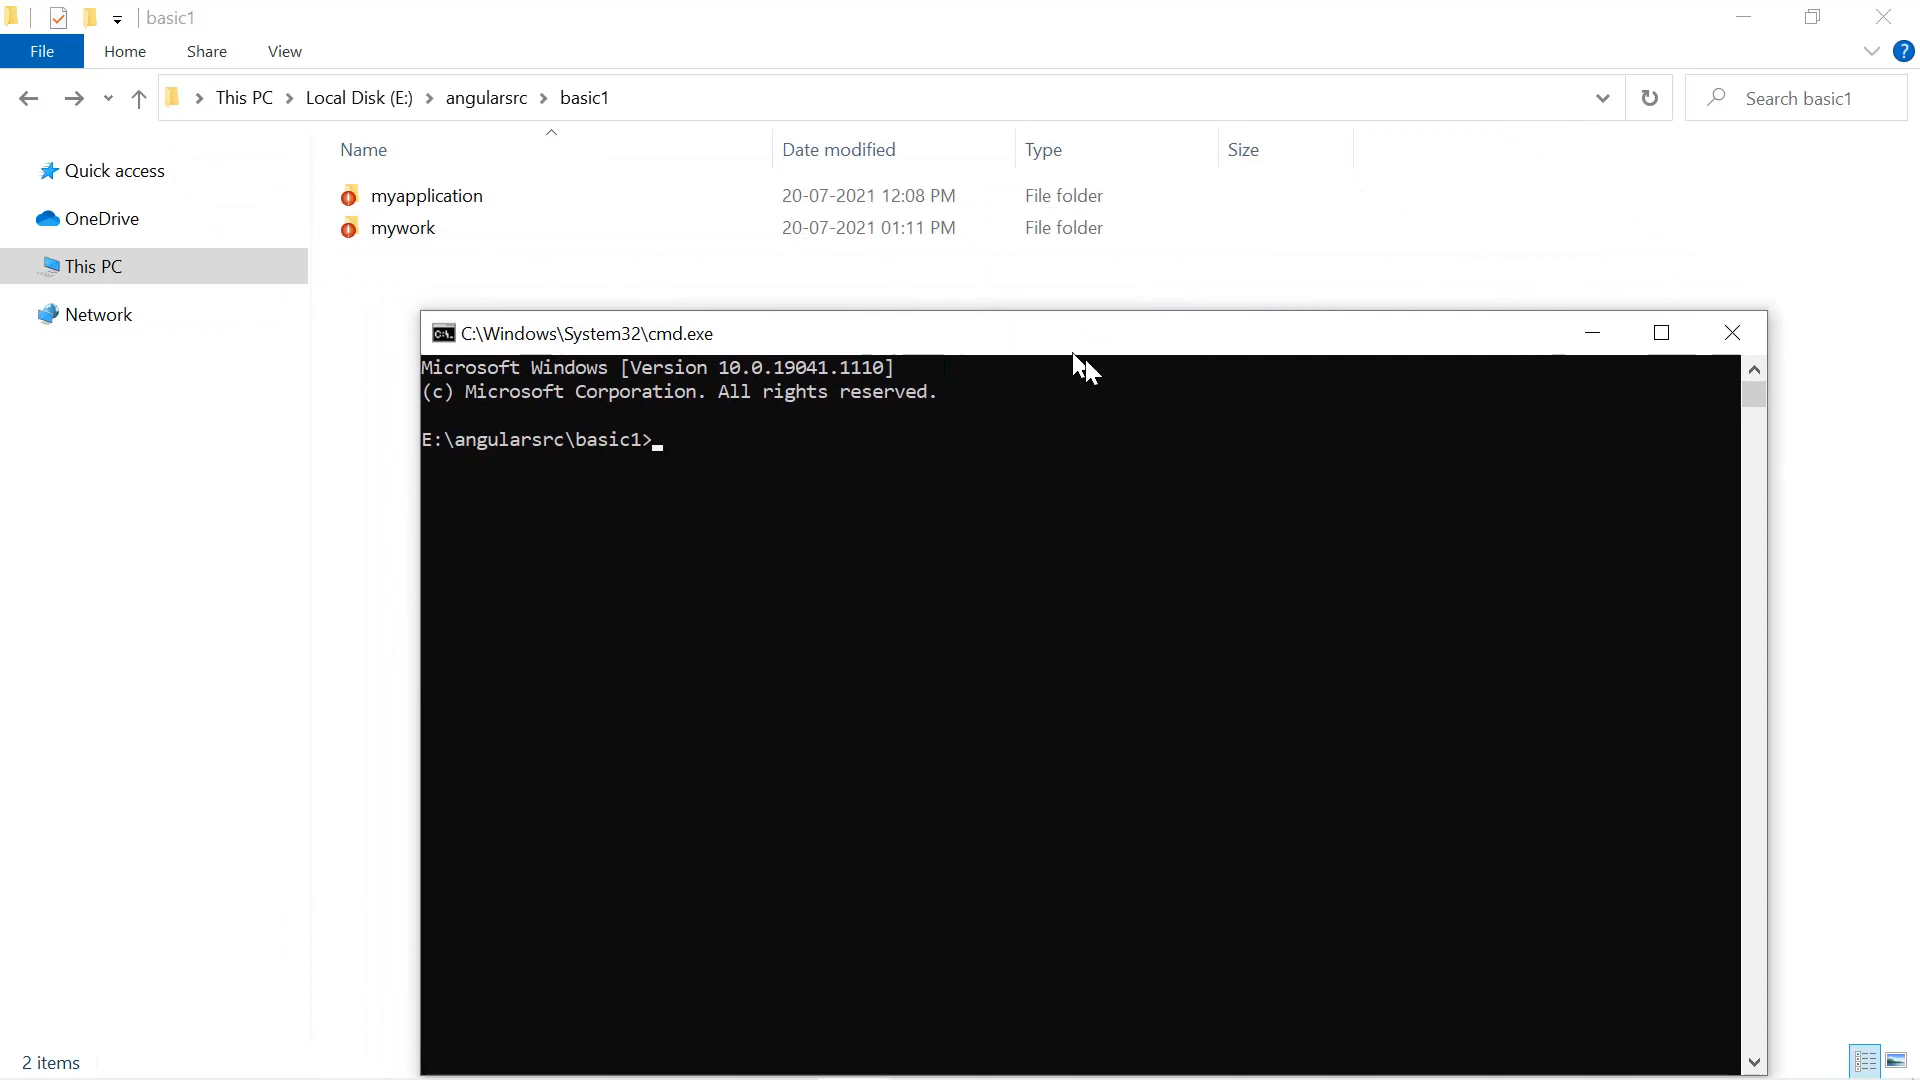 basic1
File Home Share View
This PC Local Disk (E:) angularsrc basic1
Search basic1
Name Date modified Type Size
Quick access
OneDrive
This PC
Network
myapplication 20-07-2021 12:08 PM File folder
mywork 20-07-2021 01:11 PM File folder
C:\Windows\System32\cmd.exe
Microsoft Windows [Version 10.0.19041.1110]
(c) Microsoft Corporation. All rights reserved.
E:\angularsrc\basic1>
2 items